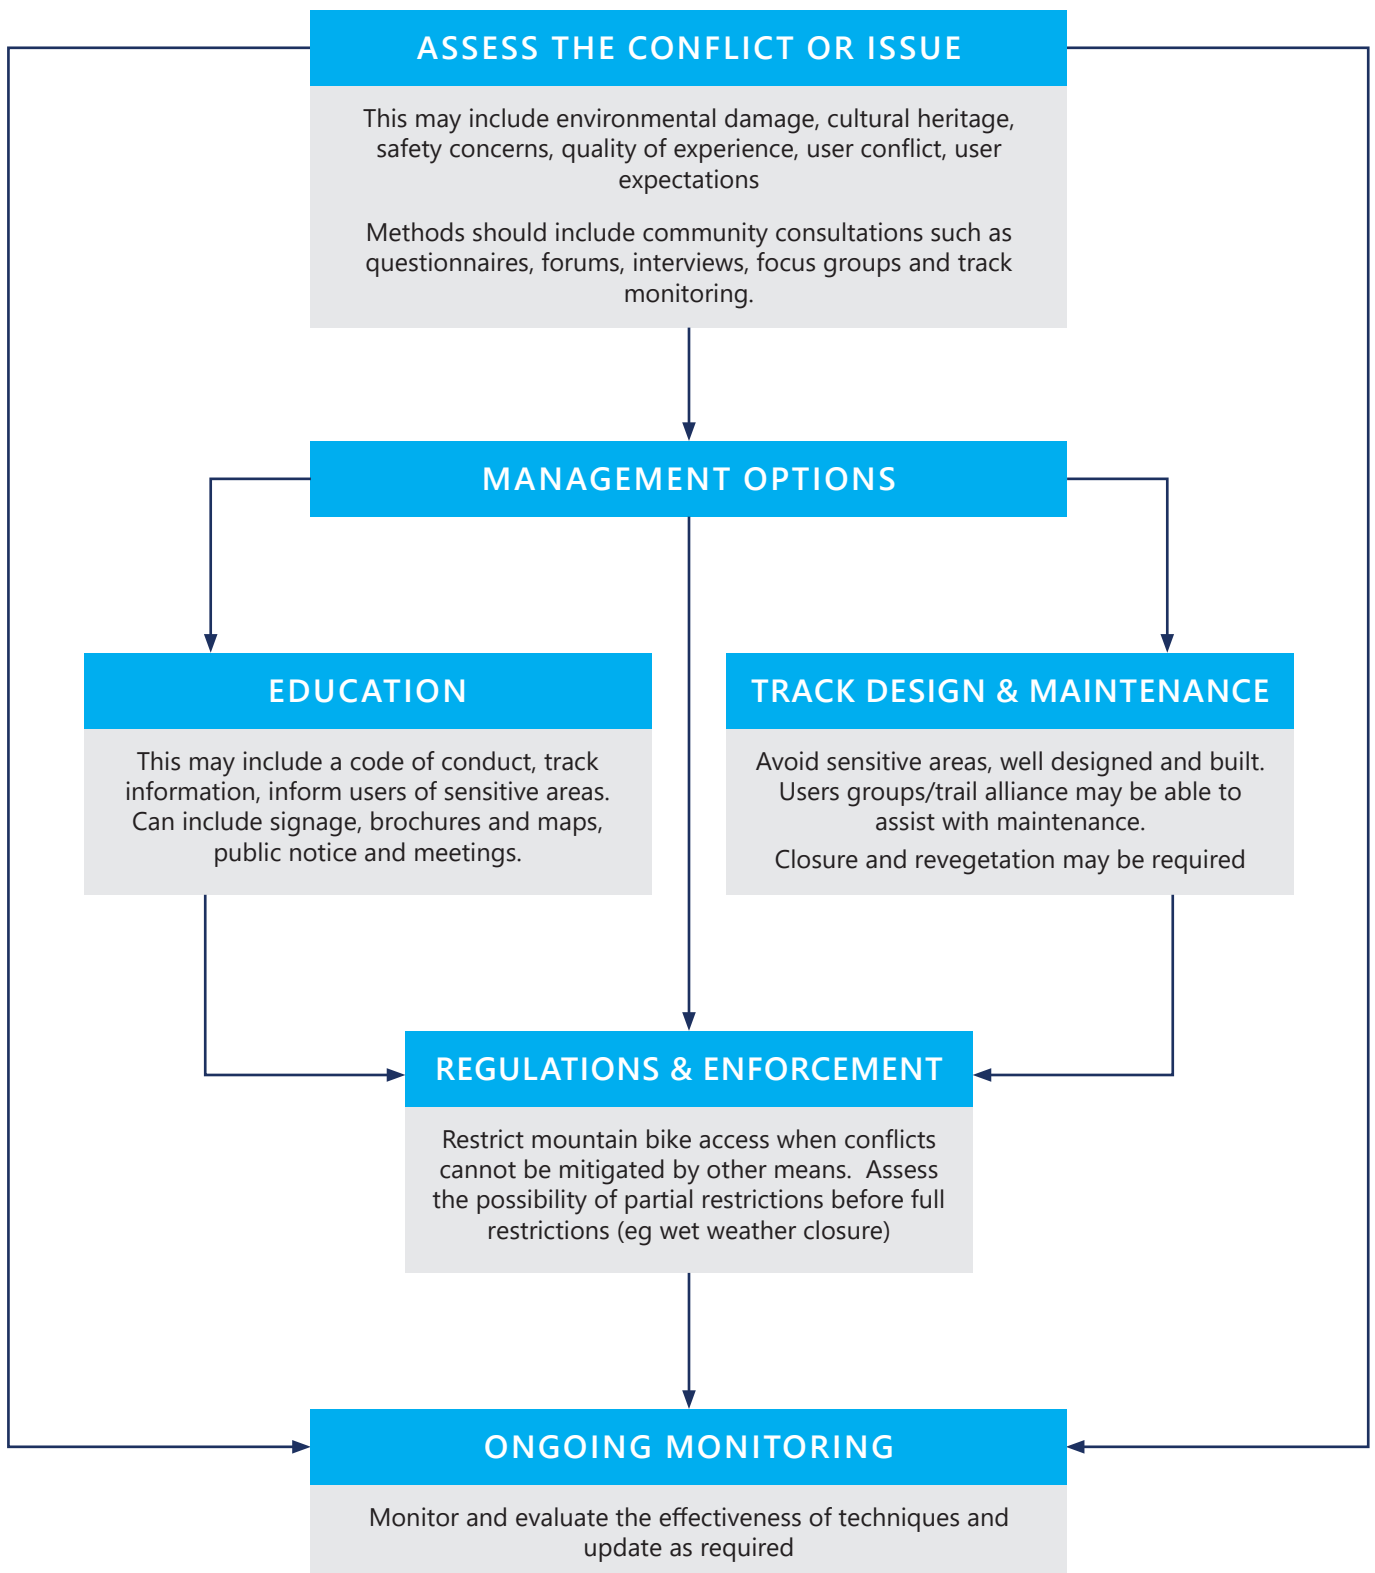 ASSESS THE CONFLICT OR ISSUE
This may include environmental damage, cultural heritage,
safety concerns, quality of experience, user conflict, user
expectations
Methods should include community consultations such as
questionnaires, forums, interviews, focus groups and track
monitoring.
MANAGEMENT OPTIONS
EDUCATION
This may include a code of conduct, track
information, inform users of sensitive areas.
Can include signage, brochures and maps,
public notice and meetings.
TRACK DESIGN & MAINTENANCE
Avoid sensitive areas, well designed and built.
Users groups/trail alliance may be able to
assist with maintenance.
Closure and revegetation may be required
REGULATIONS & ENFORCEMENT
Restrict mountain bike access when conflicts
cannot be mitigated by other means.  Assess
the possibility of partial restrictions before full
restrictions (eg wet weather closure)
ONGOING MONITORING
Monitor and evaluate the effectiveness of techniques and
update as required